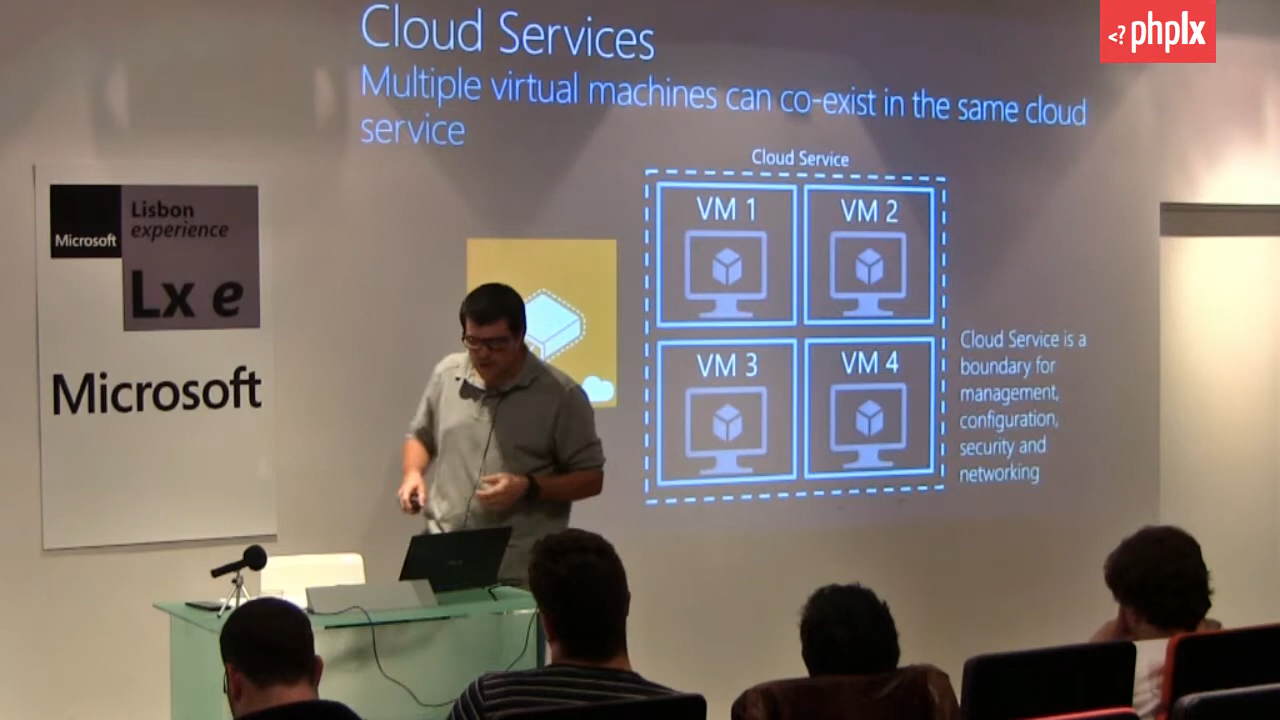 Cloud Services
Multiple virtual machines can co-exist in the same cloud
service
<? phplx
Cloud Service
VM 1
VM 2
VM 3
VM 4
Cloud Service is a
boundary for
management,
configuration,
security and
networking
Microsoft
Lisbon
experience
Lx e
Microsoft